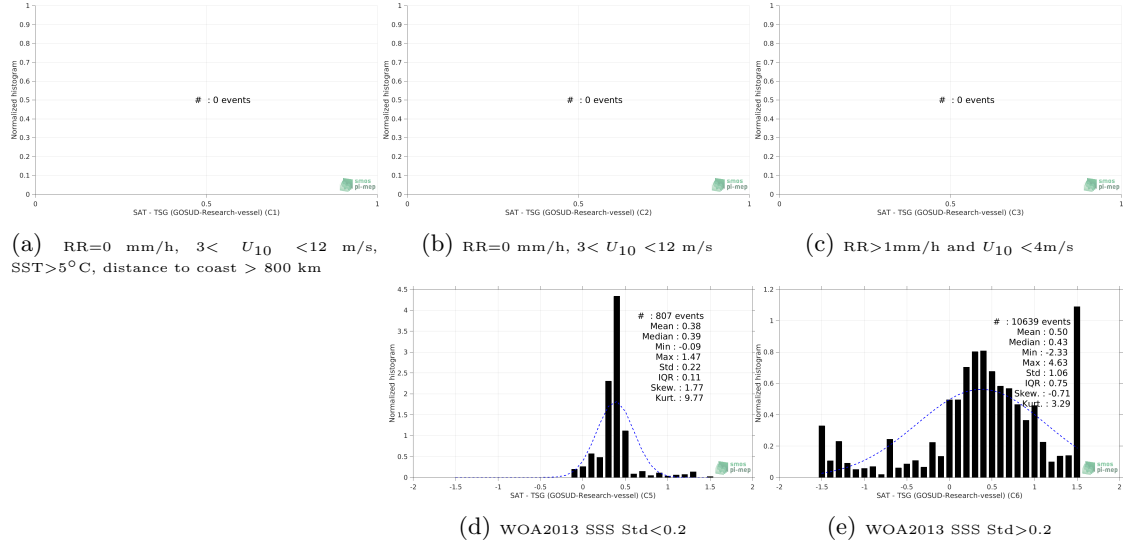 1
0.9
0.8
0.7
0.6
0.5
0.4
0.3
0.2
0.1
0
Normalized histogram
# : 0 events
smos
pi-mep
0 0.5 1
SAT - TSG (GOSUD-Research-vessel) (C1)
(a) RR=0 mm/h, 3< U10 <12 m/s,
SST>5°C, distance to coast > 800 km
1
0.9
0.8
0.7
0.6
0.5
0.4
0.3
0.2
0.1
0
Normalized histogram
# : 0 events
smos
pi-mep
0 0.5 1
SAT - TSG (GOSUD-Research-vessel) (C2)
(b) RR=0 mm/h, 3< U10 <12 m/s
1
0.9
0.8
0.7
0.6
0.5
0.4
0.3
0.2
0.1
0
Normalized histogram
# : 0 events
smos
pi-mep
0 0.5 1
SAT - TSG (GOSUD-Research-vessel) (C3)
(c) RR>1mm/h and U10 <4m/s
4.5
4
3.5
3
2.5
2
1.5
1
0.5
0
Normalized histogram
# : 807 events
Mean : 0.38
Median : 0.39
Min : -0.09
Max : 1.47
Std : 0.22
IQR : 0.11
Skew. : 1.77
Kurt. : 9.77
smos
pi-mep
-2 -1.5 -1 -0.5 0 0.5 1 1.5 2
SAT - TSG (GOSUD-Research-vessel) (C5)
(d) WOA2013 SSS Std<0.2
1.2
1
0.8
0.6
0.4
0.2
0
Normalized histogram
# : 10639 events
Mean : 0.50
Median : 0.43
Min : -2.33
Max : 4.63
Std : 1.06
IQR : 0.75
Skew. : -0.71
Kurt. : 3.29
smos
pi-mep
-2 -1.5 -1 -0.5 0 0.5 1 1.5 2
SAT - TSG (GOSUD-Research-vessel) (C6)
(e) WOA2013 SSS Std>0.2